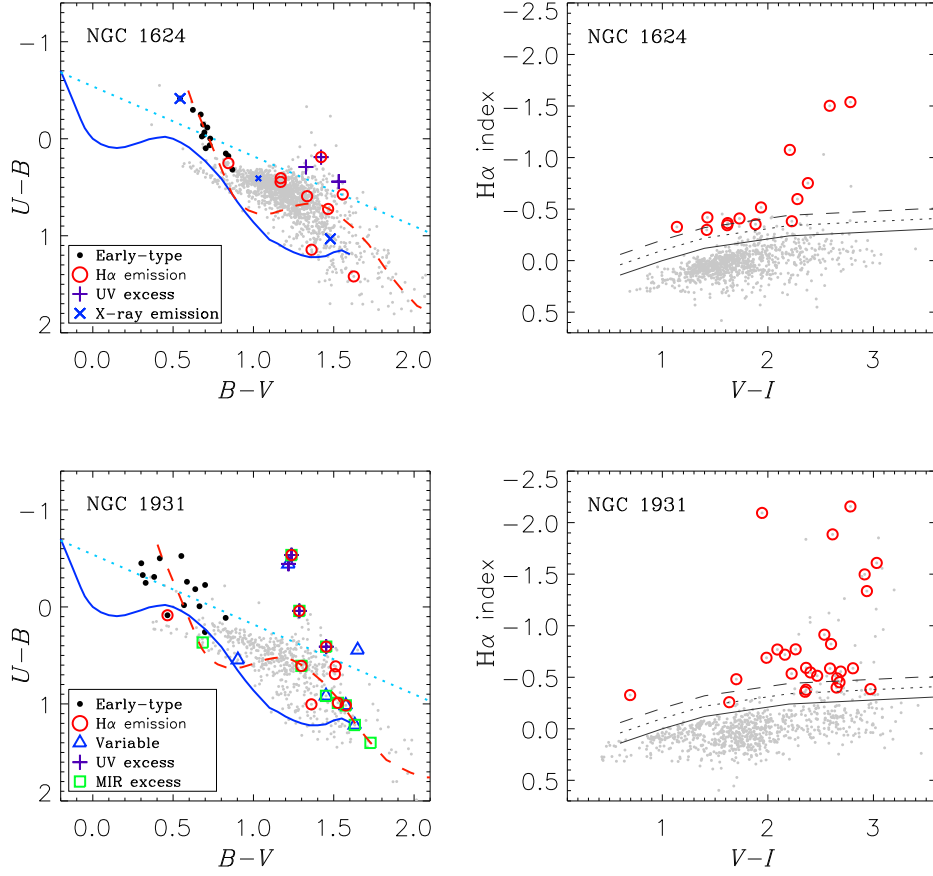 NGC 1624
−1
0
1
2
U−B
Early-type
Hα emission
UV excess
X-ray emission
0.0 0.5 1.0 1.5 2.0
B−V
NGC 1624
−2.5
−2.0
−1.5
−1.0
−0.5
0.0
0.5
Hα index
1 2 3
V−I
NGC 1931
−1
0
1
2
U−B
Early-type
Hα emission
Variable
UV excess
MIR excess
0.0 0.5 1.0 1.5 2.0
B−V
NGC 1931
−2.5
−2.0
−1.5
−1.0
−0.5
0.0
0.5
Hα index
1 2 3
V−I